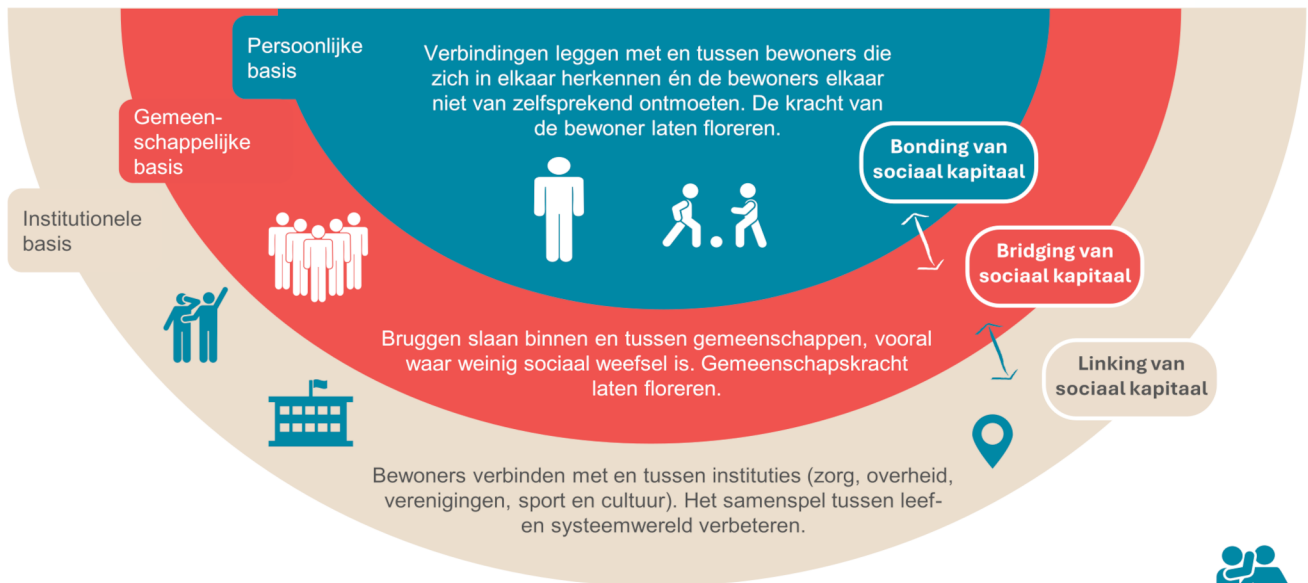 Persoonlijke
basis
Verbindingen leggen met en tussen bewoners die
zich in elkaar herkennen én de bewoners elkaar
niet van zelfsprekend ontmoeten. De kracht van
de bewoner laten floreren.
Gemeen-
schappelijke
basis
Bonding van
sociaal kapitaal
Institutionele
basis
Bridging van
sociaal kapitaal
Bruggen slaan binnen en tussen gemeenschappen, vooral
waar weinig sociaal weefsel is. Gemeenschapskracht
laten floreren.
Linking van
sociaal kapitaal
Bewoners verbinden met en tussen instituties (zorg, overheid,
verenigingen, sport en cultuur). Het samenspel tussen leef-
en systeemwereld verbeteren.